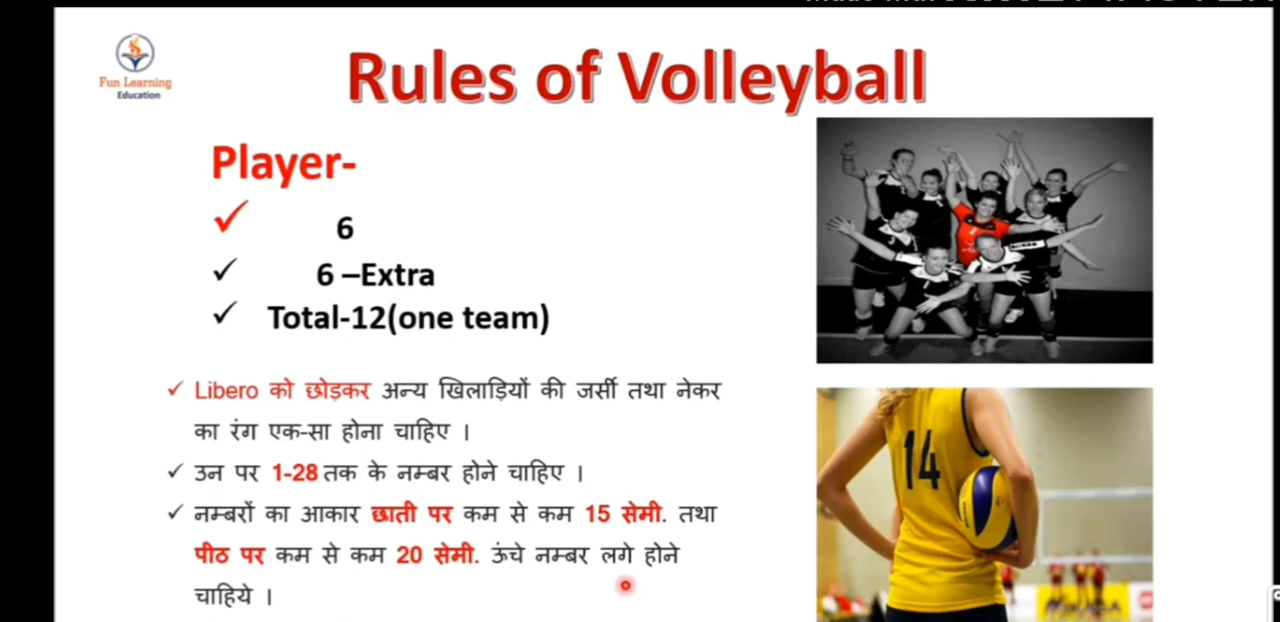 Fun Learning
Education
Rules of Volleyball
Player-
✓ 6
✓ 6 –Extra
✓ Total-12(one team)
✓ Libero को छोड़कर अन्य खिलाड़ियों की जर्सी तथा नेकर
का रंग एक-सा होना चाहिए ।
✓ उन पर 1-28 तक के नम्बर होने चाहिए ।
✓ नम्बरों का आकार छाती पर कम से कम 15 सेमी. तथा
पीठ पर कम से कम 20 सेमी. ऊंचे नम्बर लगे होने
चाहिये ।
14